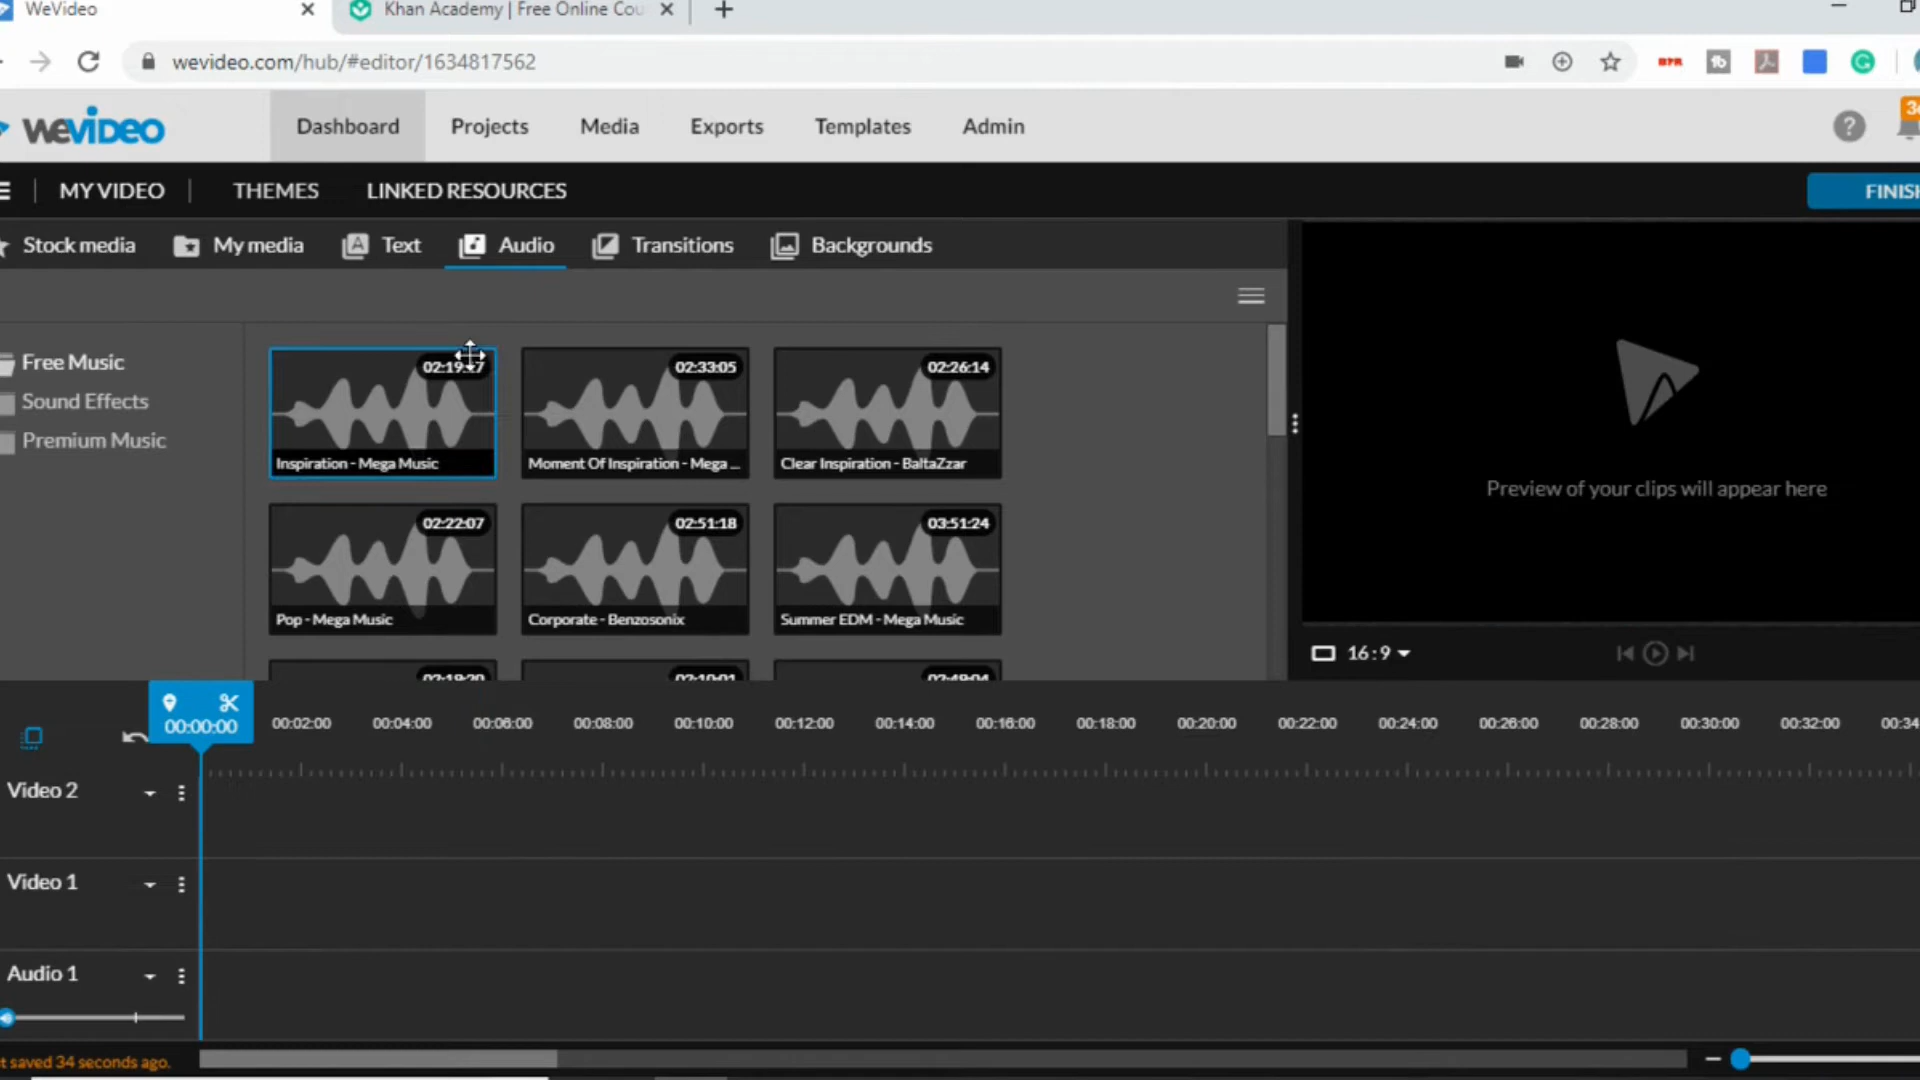 WeVideo
Khan Academy | Free Online Cou
wevideo.com/hub/#editor/1634817562
WEVIDEO
Dashboard
Projects
Media
Exports
Templates
Admin
?
34
MY VIDEO
THEMES
LINKED RESOURCES
FINISH
Stock media
My media
Text
Audio
Transitions
Backgrounds
Free Music
Sound Effects
Premium Music
02:19:17
Inspiration - Mega Music
02:33:05
Moment Of Inspiration - Mega ...
02:26:14
Clear Inspiration - BaltaZzar
02:22:07
Pop - Mega Music
02:51:18
Corporate - Benzosonix
03:51:24
Summer EDM - Mega Music
02:19:20
02:10:01
02:49:04
Preview of your clips will appear here
16:9
00:00:00
00:02:00
00:04:00
00:06:00
00:08:00
00:10:00
00:12:00
00:14:00
00:16:00
00:18:00
00:20:00
00:22:00
00:24:00
00:26:00
00:28:00
00:30:00
00:32:00
00:34
Video 2
Video 1
Audio 1
t saved 34 seconds ago.